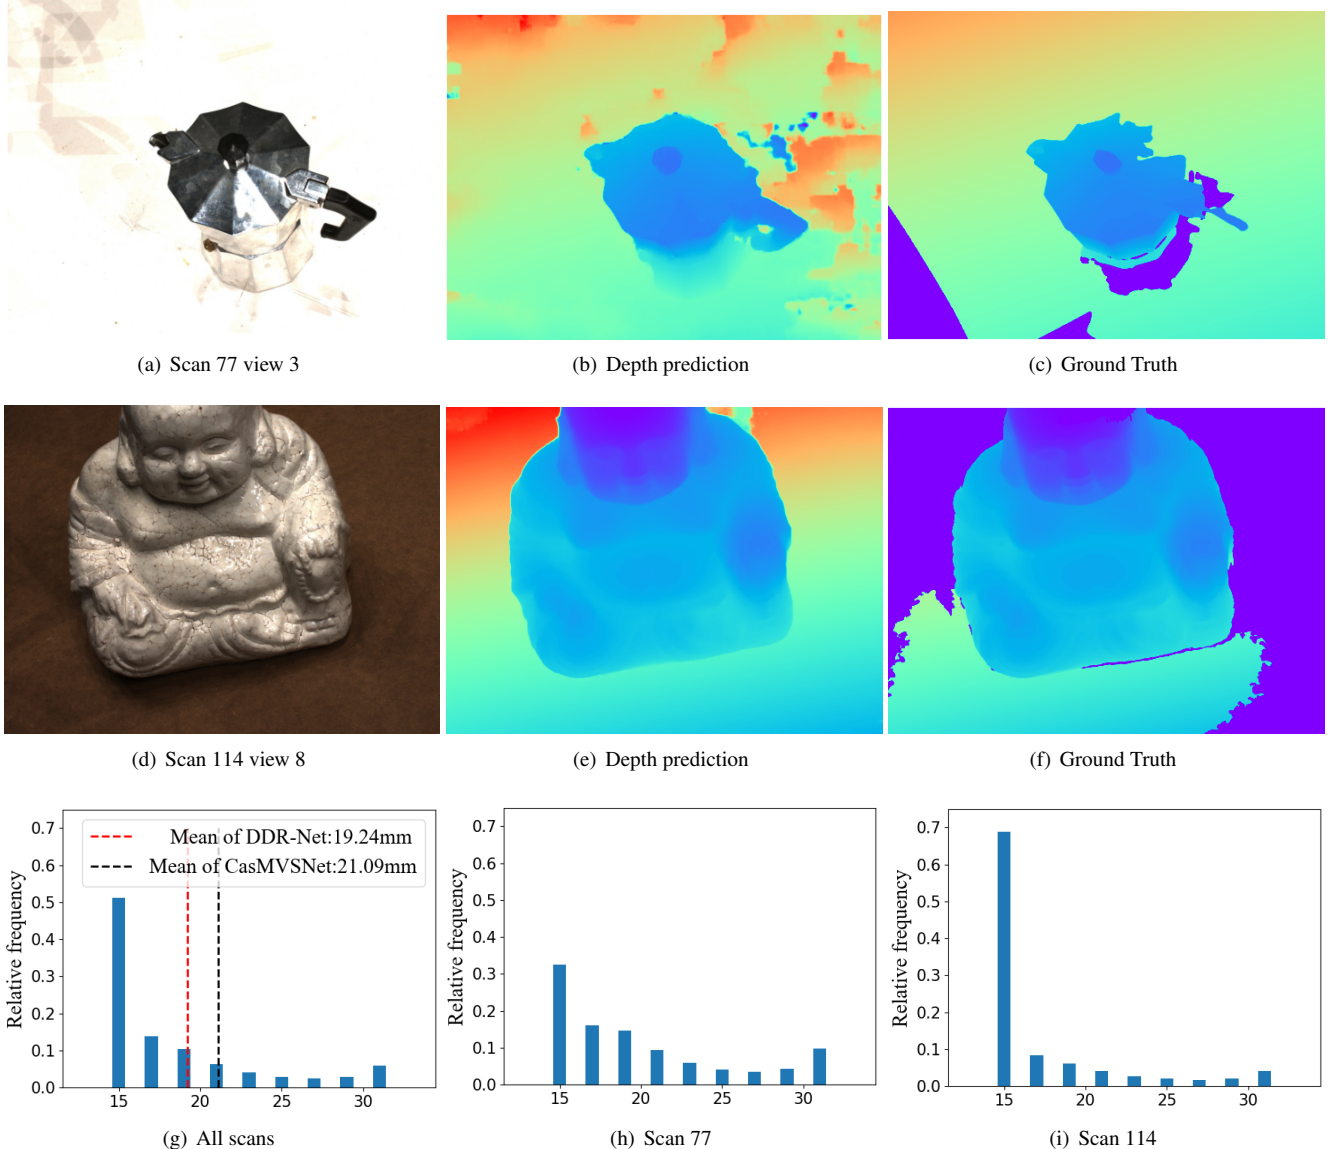 (a) Scan 77 view 3
(b) Depth prediction
(c) Ground Truth
(d) Scan 114 view 8
(e) Depth prediction
(f) Ground Truth
Relative frequency
0.7
0.6
0.5
0.4
0.3
0.2
0.1
0.0
Mean of DDR-Net:19.24mm
Mean of CasMVSNet:21.09mm
15 20 25 30
(g) All scans
Relative frequency
0.7
0.6
0.5
0.4
0.3
0.2
0.1
0.0
15 20 25 30
(h) Scan 77
Relative frequency
0.7
0.6
0.5
0.4
0.3
0.2
0.1
0.0
15 20 25 30
(i) Scan 114